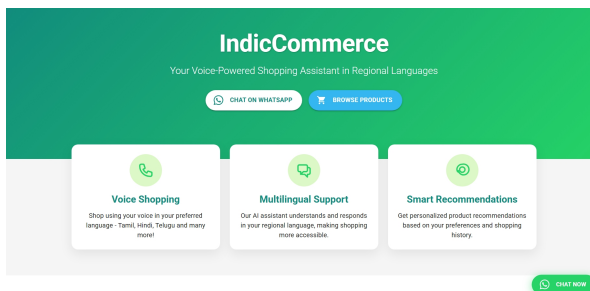 IndicCommerce
Your Voice-Powered Shopping Assistant in Regional Languages
CHAT ON WHATSAPP
BROWSE PRODUCTS
Voice Shopping
Shop using your voice in your preferred
language - Tamil, Hindi, Telugu and many
more!
Multilingual Support
Our AI assistant understands and responds
in your regional language, making shopping
more accessible.
Smart Recommendations
Get personalized product recommendations
based on your preferences and shopping
history.
CHAT NOW